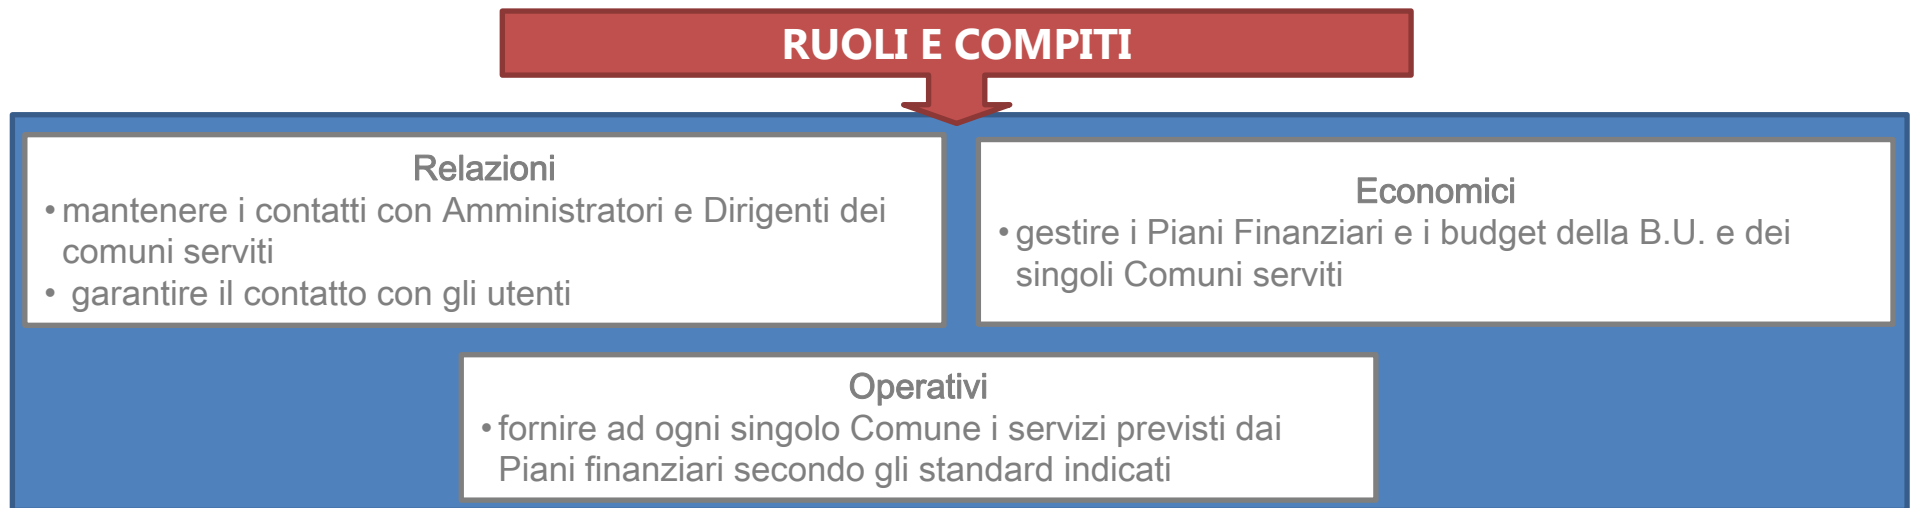 RUOLI E COMPITI
Relazioni
• mantenere i contatti con Amministratori e Dirigenti dei
comuni serviti
• garantire il contatto con gli utenti
Economici
• gestire i Piani Finanziari e i budget della B.U. e dei
singoli Comuni serviti
Operativi
• fornire ad ogni singolo Comune i servizi previsti dai
Piani finanziari secondo gli standard indicati